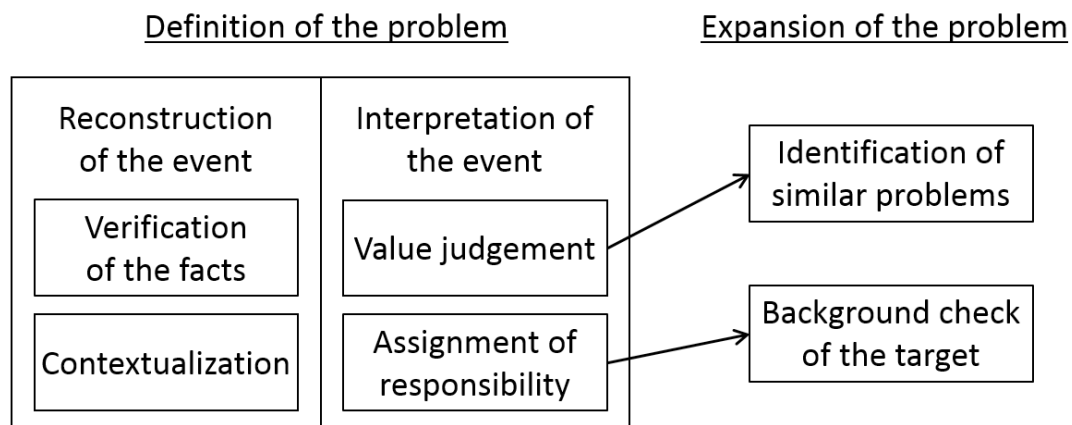 Definition of the problem
Expansion of the problem
Reconstruction
of the event
Verification
of the facts
Contextualization
Interpretation of
the event
Value judgement
Assignment of
responsibility
Identification of
similar problems
Background check
of the target